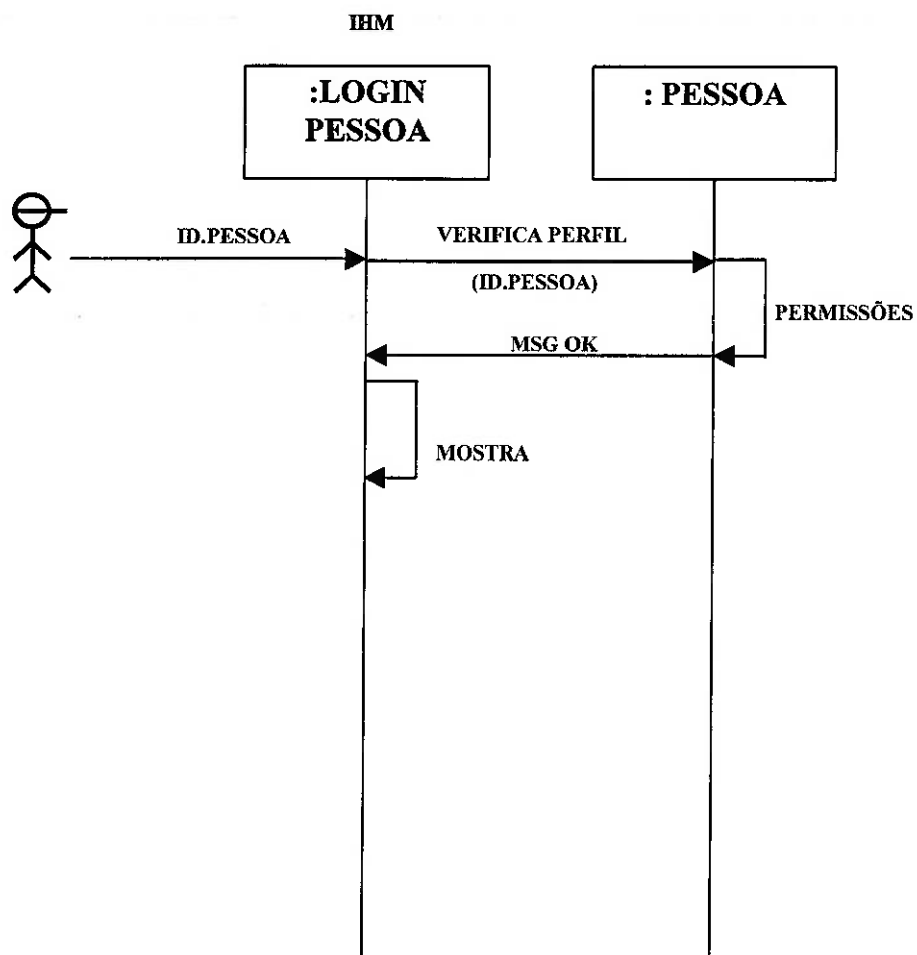 IHM
:LOGIN
PESSOA
: PESSOA
ID.PESSOA
VERIFICA PERFIL
(ID.PESSOA)
PERMISSÕES
MSG OK
MOSTRA